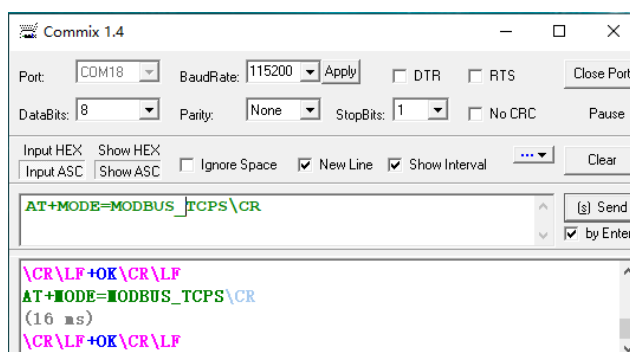 Commix 1.4
Port: COM18 BaudRate: 115200 Apply DTR RTS Close Port
DataBits: 8 Parity: None StopBits: 1 No CRC Pause
Input HEX Show HEX
Input ASC Show ASC Ignore Space New Line Show Interval ... Clear
AT+MODE=MODBUS_TCPS\CR (s) Send
by Enter
\CR\LF+OK\CR\LF
AT+MODE=MODBUS_TCPS\CR
(16 ms)
\CR\LF+OK\CR\LF